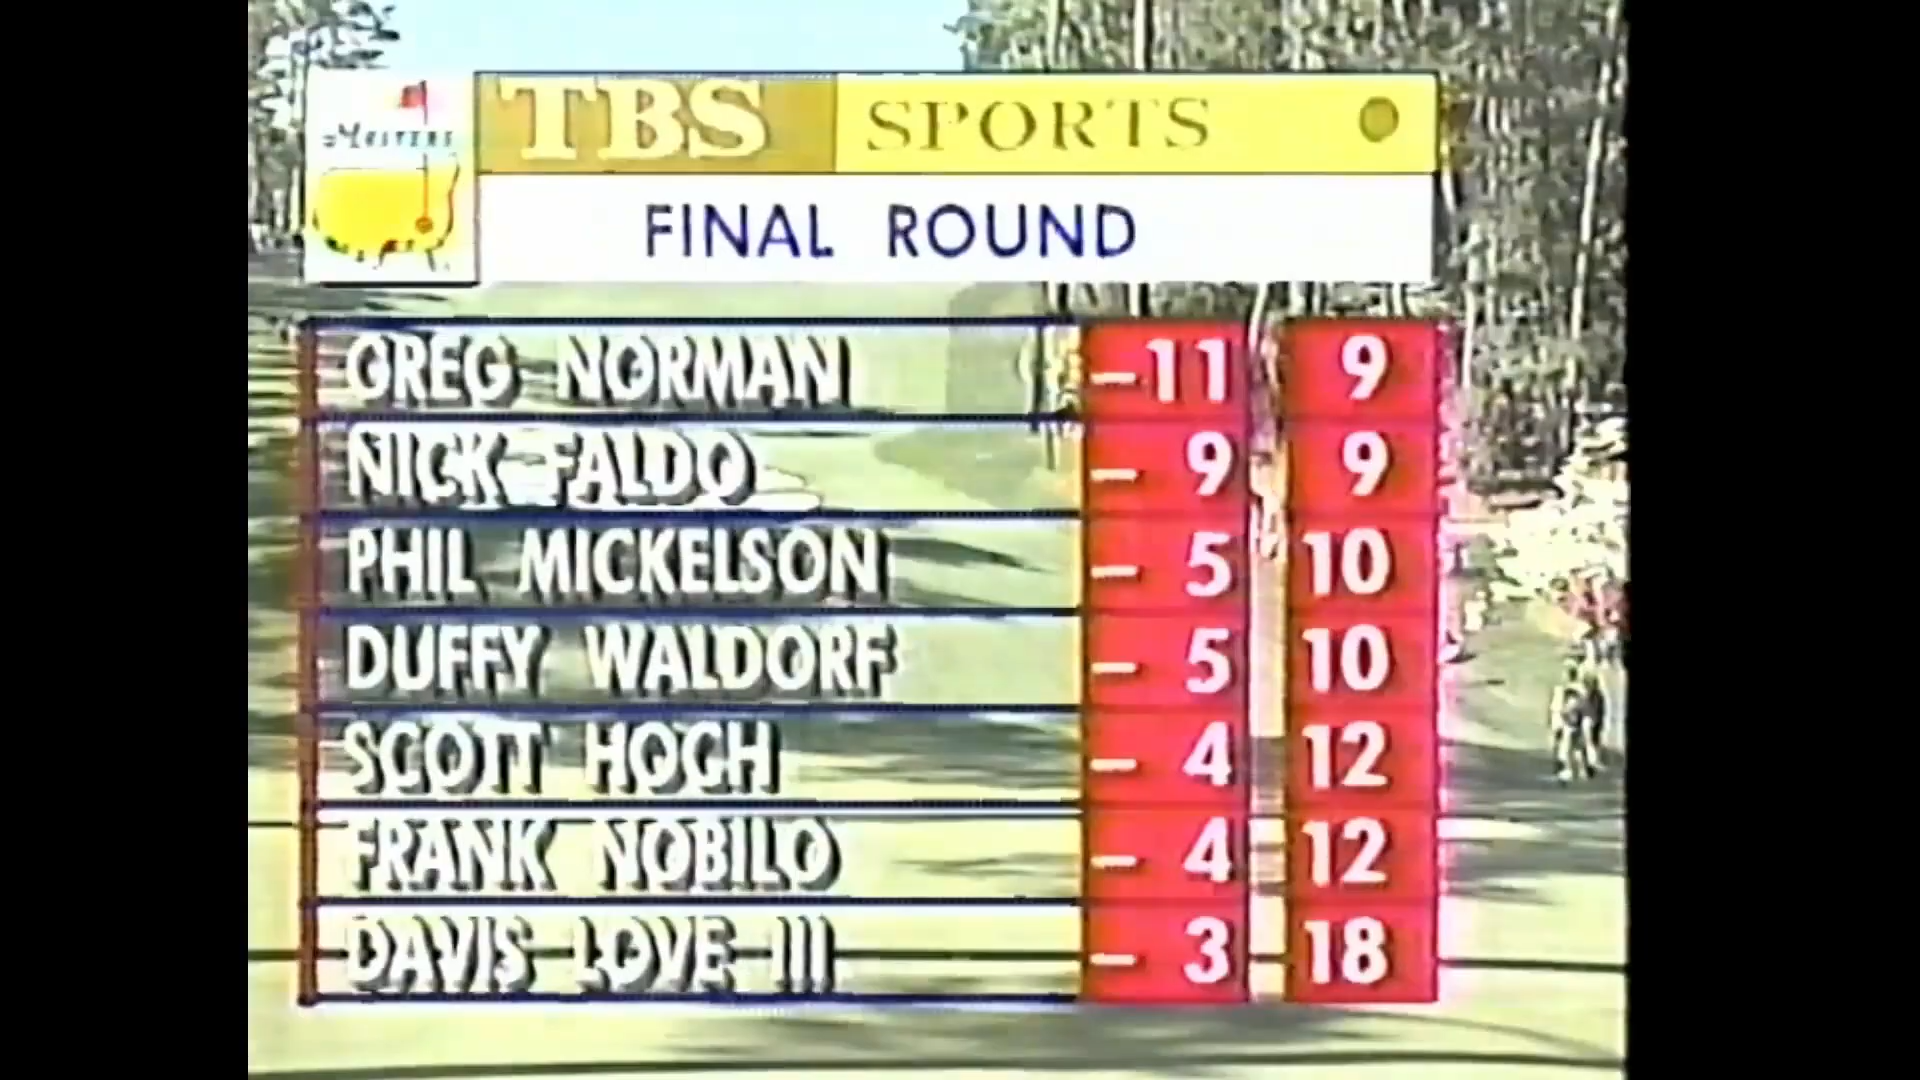 Masters
TBS SPORTS
FINAL ROUND
GREG NORMAN -11 9
NICK FALDO - 9 9
PHIL MICKELSON - 5 10
DUFFY WALDORF - 5 10
SCOTT HOCH - 4 12
FRANK NOBILO - 4 12
DAVIS LOVE III - 3 18